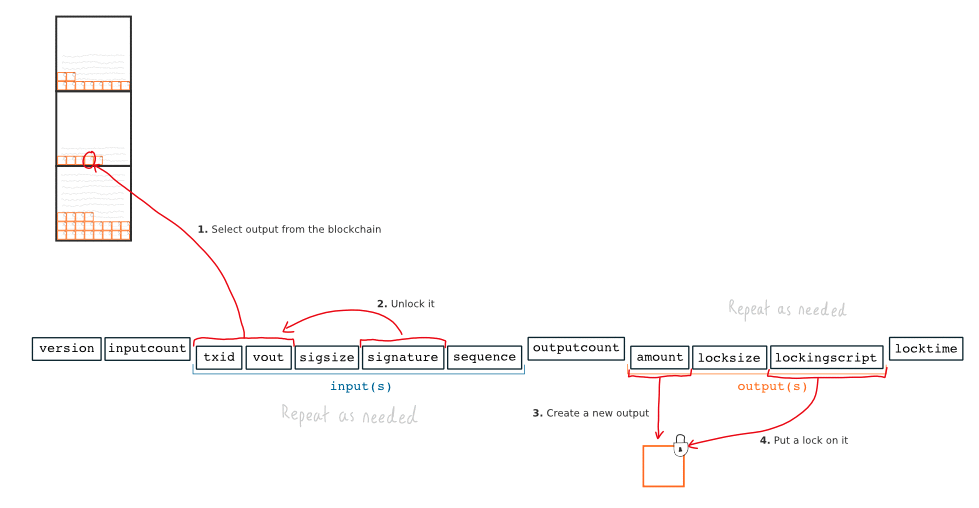 1. Select output from the blockchain
2. Unlock it
Repeat as needed
version inputcount txid vout sigsize signature sequence outputcount amount locksize lockingscript locktime
input(s) output(s)
Repeat as needed
3. Create a new output
4. Put a lock on it